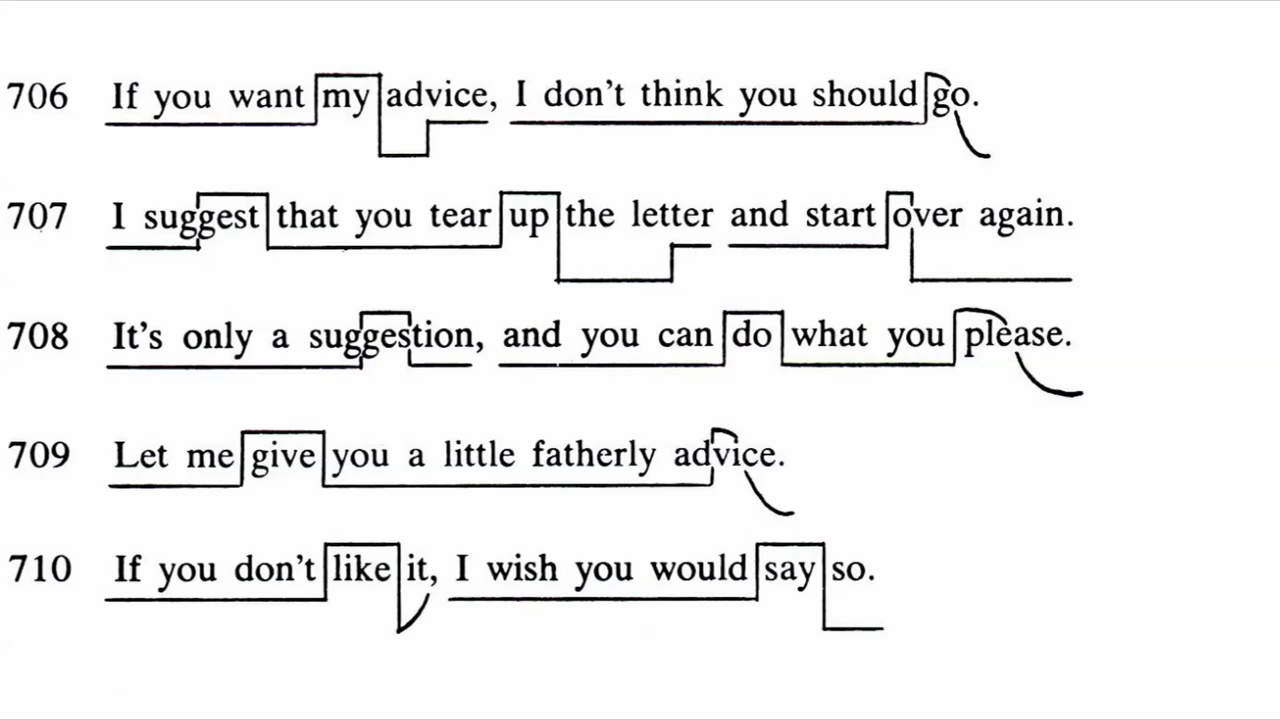 706 If you want my advice, I don't think you should go.
707 I suggest that you tear up the letter and start over again.
708 It's only a suggestion, and you can do what you please.
709 Let me give you a little fatherly advice.
710 If you don't like it, I wish you would say so.